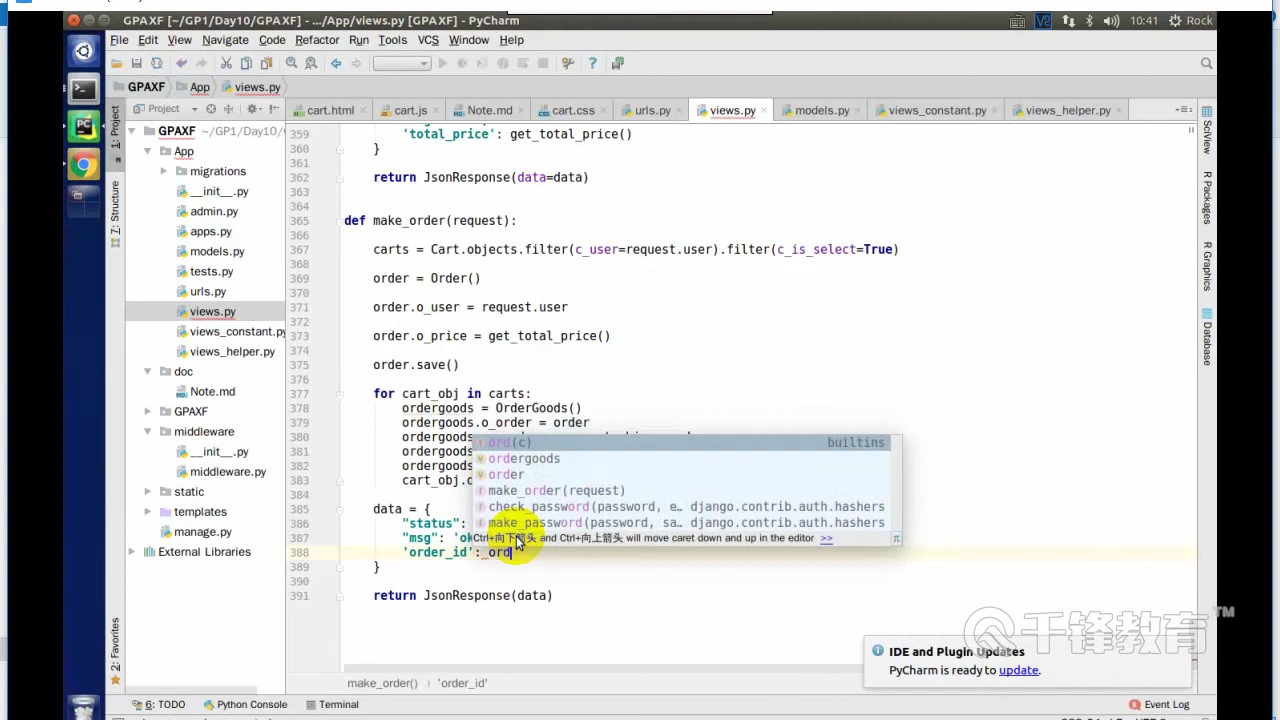 GPAXF [~/GP1/Day10/GPAXF] - .../App/views.py [GPAXF] - PyCharm
10:41 Rock
File Edit View Navigate Code Refactor Run Tools VCS Window Help
GPAXF App views.py
Project
cart.html cart.js Note.md cart.css urls.py views.py models.py views_constant.py views_helper.py
1: Project
7: Structure
2: Favorites
GPAXF ~/GP1/Day10/
App
migrations
__init__.py
admin.py
apps.py
models.py
tests.py
urls.py
views.py
views_constant.py
views_helper.py
doc
Note.md
GPAXF
middleware
__init__.py
middleware.py
static
templates
manage.py
External Libraries
359 'total_price': get_total_price()
360 }
361
362 return JsonResponse(data=data)
363
364
365 def make_order(request):
366
367 carts = Cart.objects.filter(c_user=request.user).filter(c_is_select=True)
368
369 order = Order()
370
371 order.o_user = request.user
372
373 order.o_price = get_total_price()
374
375 order.save()
376
377 for cart_obj in carts:
378 ordergoods = OrderGoods()
379 ordergoods.o_order = order
380 ordergoods
381 ordergoods
382 ordergoods
383 cart_obj.
384
385 data = {
386 "status":
387 "msg": 'ok
388 'order_id': ord
389 }
390
391 return JsonResponse(data)
ord(c) builtins
ordergoods
order
make_order(request)
check_password(password, e... django.contrib.auth.hashers
make_password(password, sa... django.contrib.auth.hashers
Ctrl+向下箭头 and Ctrl+向上箭头 will move caret down and up in the editor >>
SciView
R Packages
R Graphics
Database
千锋教育 TM
IDE and Plugin Updates
PyCharm is ready to update.
make_order() 'order_id'
6: TODO Python Console Terminal
Event Log